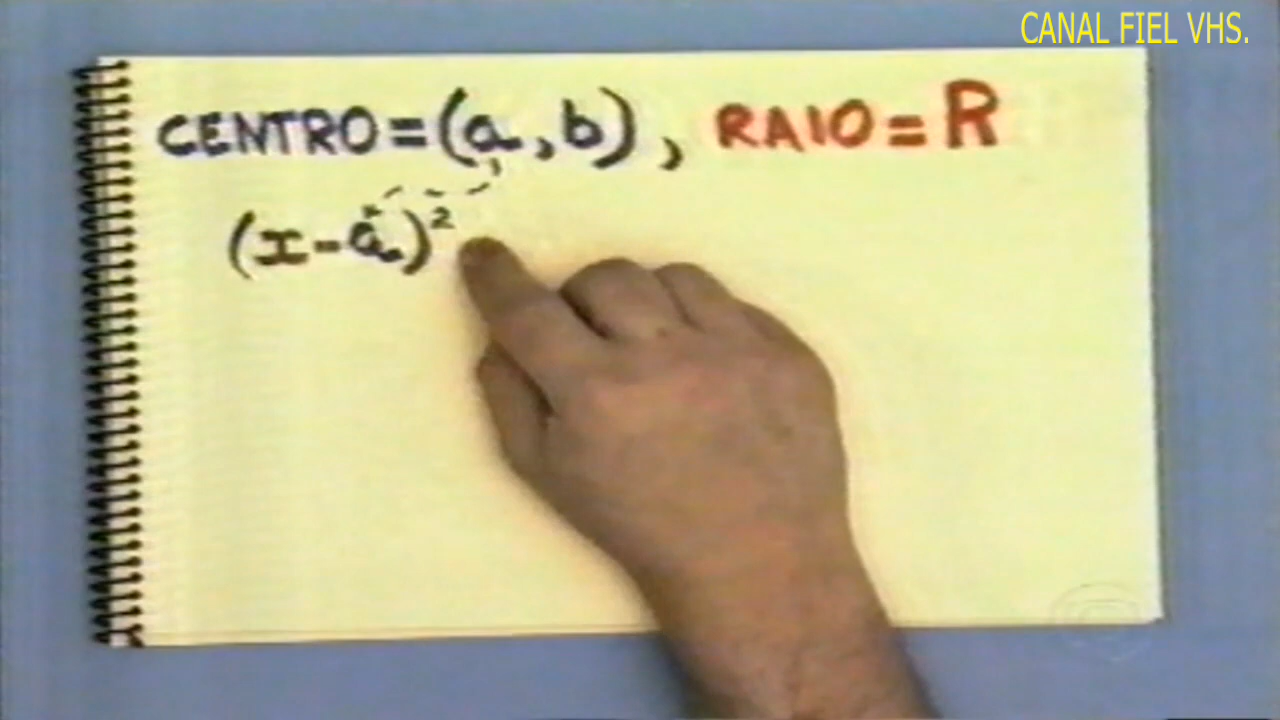 CANAL FIEL VHS.
CENTRO = (a, b), RAIO = R
(x - a)²